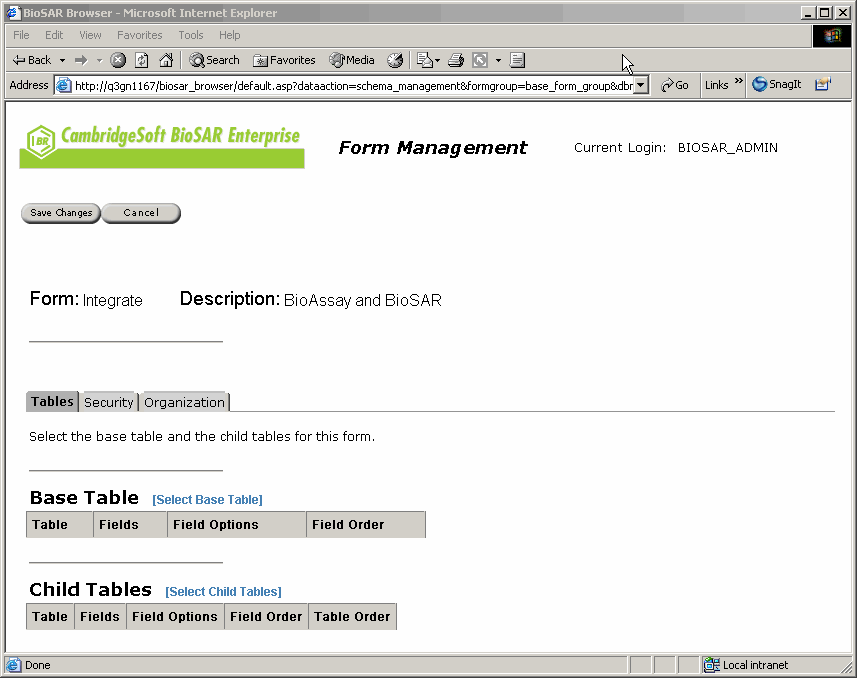 BioSAR Browser - Microsoft Internet Explorer
File Edit View Favorites Tools Help
Back Search Favorites Media
Address http://q3gn1167/biosar_browser/default.asp?dataaction=schema_management&formgroup=base_form_group&dbn Go Links » SnagIt
LBR CambridgeSoft BioSAR Enterprise Form Management Current Login: BIOSAR_ADMIN
Save Changes Cancel
Form: Integrate Description: BioAssay and BioSAR
Tables Security Organization
Select the base table and the child tables for this form.
Base Table [Select Base Table]
Table Fields Field Options Field Order
Child Tables [Select Child Tables]
Table Fields Field Options Field Order Table Order
Done Local intranet